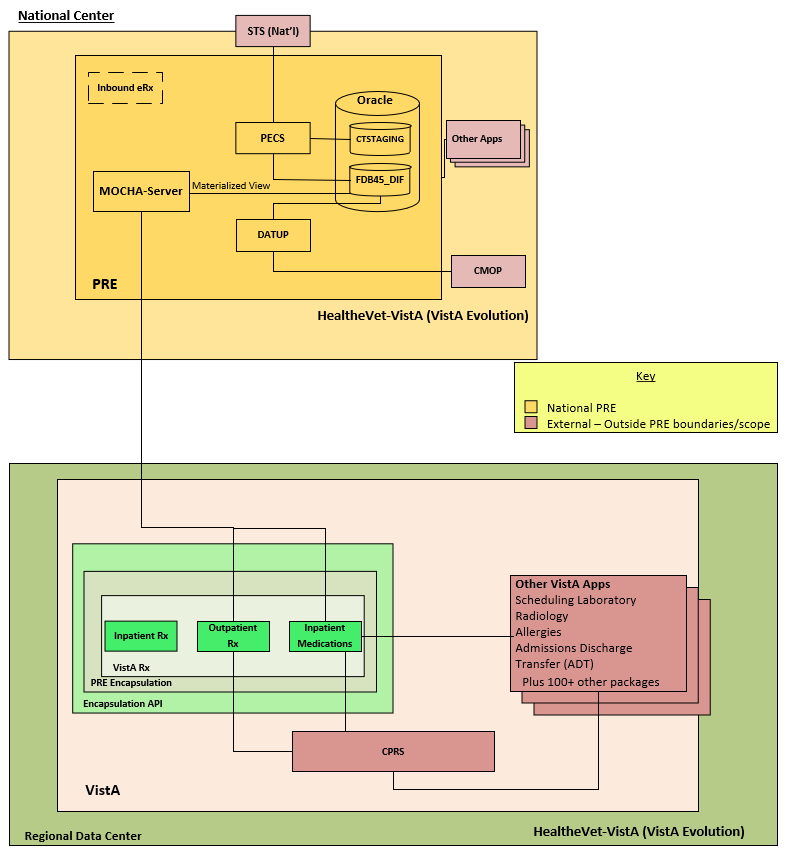 National Center
STS (Nat'l)
Inbound eRx
Oracle
PECS
CTSTAGING
Other Apps
MOCHA-Server
Materialized View
FDB45_DIF
DATUP
CMOP
PRE
HealtheVet-VistA (VistA Evolution)
Key
National PRE
External – Outside PRE boundaries/scope
Other VistA Apps
Scheduling Laboratory
Radiology
Allergies
Admissions Discharge
Transfer (ADT)
Plus 100+ other packages
Inpatient Rx
Outpatient
Rx
Inpatient
Medications
VistA Rx
PRE Encapsulation
Encapsulation API
CPRS
VistA
Regional Data Center
HealtheVet-VistA (VistA Evolution)